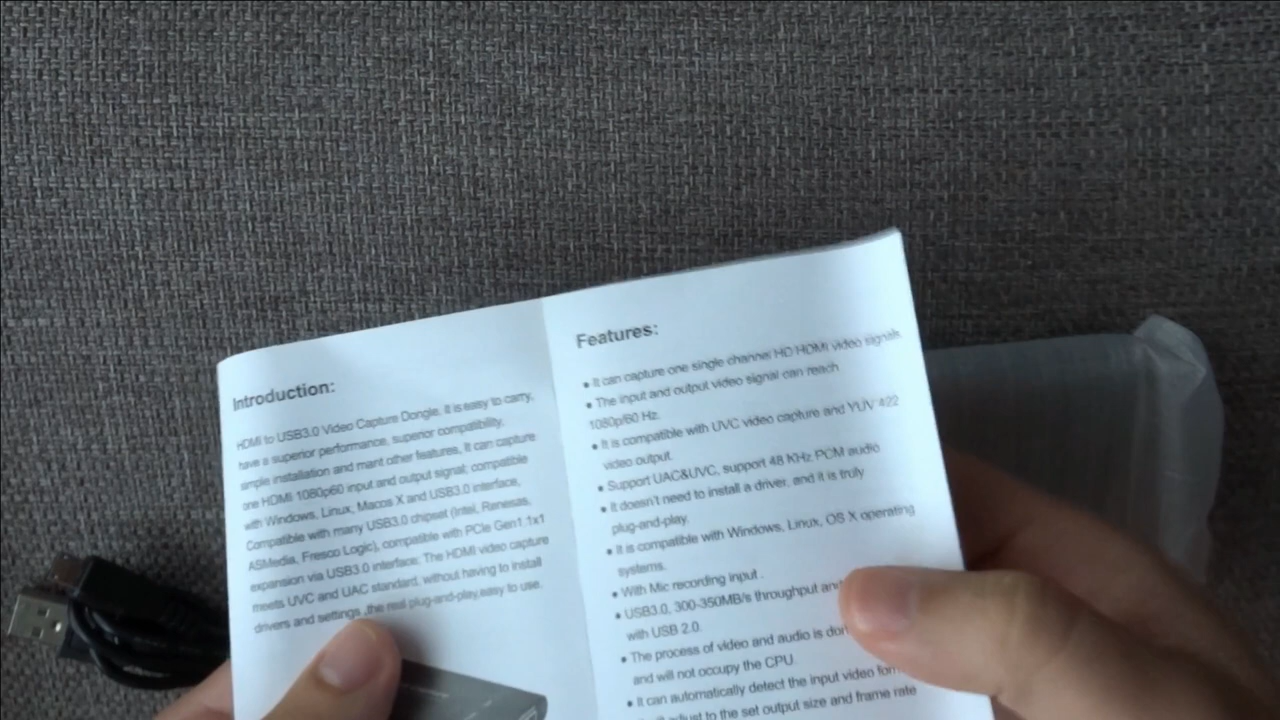 Introduction:
HDMI to USB3.0 Video Capture Dongle. It is easy to carry,
have a superior performance, superior compatibility,
simple installation and mant other features, It can capture
one HDMI 1080p60 input and output signal; compatible
with Windows, Linux, Macos X and USB3.0 interface,
Compatible with many USB3.0 chipset (Intel, Renesas,
ASMedia, Fresco Logic), compatible with PCIe Gen1 1x1
expansion via USB3.0 interface; The HDMI video capture
meets UVC and UAC standard, without having to install
drivers and settings ,the real plug-and-play,easy to use.
Features:
• It can capture one single channel HD HDMI video signals
• The input and output video signal can reach
1080p/60 Hz.
• It is compatible with UVC video capture and YUV 422
video output.
• Support UAC&UVC, support 48 KHz PCM audio
• It doesn't need to install a driver, and it is truly
plug-and-play.
• It is compatible with Windows, Linux, OS X operating
systems.
• With Mic recording input .
• USB3.0, 300-350MB/s throughput and
with USB 2.0.
• The process of video and audio is
and will not occupy the CPU.
• It can automatically detect the input video
adjust to the set output size and frame rate